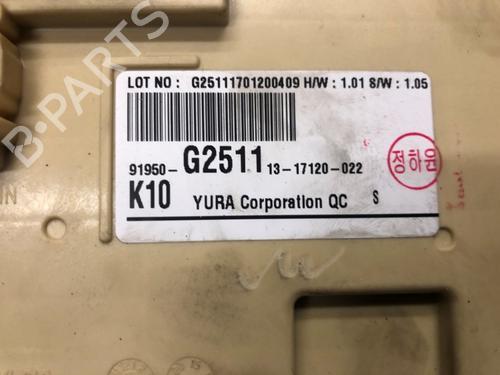 LOT NO : G25111701200409 H/W : 1.01 S/W : 1.05
91950- G2511 13-17120-022
K10 YURA Corporation QC S
정하윤
B-PARTS
IN